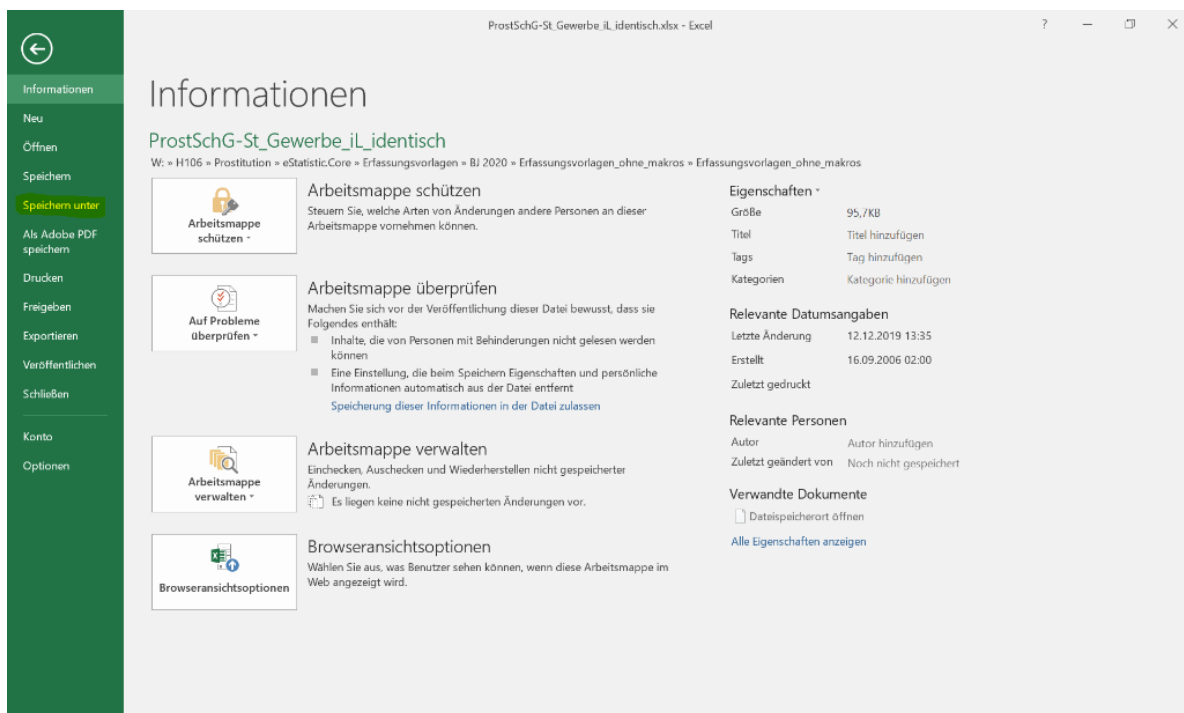 ProstSchG-St_Gewerbe_iL_identisch.xlsx - Excel
?
Informationen
Neu
Öffnen
Speichern
Speichern unter
Als Adobe PDF
speichern
Drucken
Freigeben
Exportieren
Veröffentlichen
Schließen
Konto
Optionen
Informationen
ProstSchG-St_Gewerbe_iL_identisch
W: » H106 » Prostitution » eStatistic.Core » Erfassungsvorlagen » BJ 2020 » Erfassungsvorlagen_ohne_makros » Erfassungsvorlagen_ohne_makros
Arbeitsmappe
schützen
Arbeitsmappe schützen
Steuern Sie, welche Arten von Änderungen andere Personen an dieser
Arbeitsmappe vornehmen können.
Auf Probleme
überprüfen
Arbeitsmappe überprüfen
Machen Sie sich vor der Veröffentlichung dieser Datei bewusst, dass sie
Folgendes enthält:
Inhalte, die von Personen mit Behinderungen nicht gelesen werden
können
Eine Einstellung, die beim Speichern Eigenschaften und persönliche
Informationen automatisch aus der Datei entfernt
Speicherung dieser Informationen in der Datei zulassen
Arbeitsmappe
verwalten
Arbeitsmappe verwalten
Einchecken, Auschecken und Wiederherstellen nicht gespeicherter
Änderungen.
Es liegen keine nicht gespeicherten Änderungen vor.
Browseransichtsoptionen
Browseransichtsoptionen
Wählen Sie aus, was Benutzer sehen können, wenn diese Arbeitsmappe im
Web angezeigt wird.
Eigenschaften
Größe 95,7KB
Titel Titel hinzufügen
Tags Tag hinzufügen
Kategorien Kategorie hinzufügen
Relevante Datumsangaben
Letzte Änderung 12.12.2019 13:35
Erstellt 16.09.2006 02:00
Zuletzt gedruckt
Relevante Personen
Autor Autor hinzufügen
Zuletzt geändert von Noch nicht gespeichert
Verwandte Dokumente
Dateispeicherort öffnen
Alle Eigenschaften anzeigen